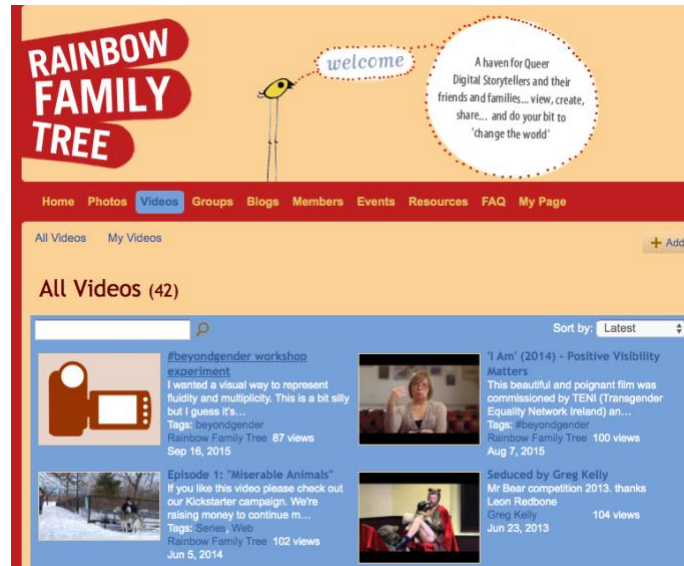 RAINBOW
FAMILY
TREE
welcome
A haven for Queer
Digital Storytellers and their
friends and families... view, create,
share... and do your bit to
'change the world'
Home Photos Videos Groups Blogs Members Events Resources FAQ My Page
All Videos My Videos
+ Add
All Videos (42)
Sort by: Latest
#beyondgender workshop
experiment
I wanted a visual way to represent
fluidity and multiplicity. This is a bit silly
but I guess it's...
Tags: beyondgender
Rainbow Family Tree 87 views
Sep 16, 2015
'I Am' (2014) - Positive Visibility
Matters
This beautiful and poignant film was
commissioned by TENI (Transgender
Equality Network Ireland) an...
Tags: #beyondgender
Rainbow Family Tree 100 views
Aug 7, 2015
Episode 1: "Miserable Animals"
If you like this video please check out
our Kickstarter campaign. We're
raising money to continue m...
Tags: Series, Web
Rainbow Family Tree 102 views
Jun 5, 2014
Seduced by Greg Kelly
Mr Bear competition 2013. thanks
Leon Redbone
Greg Kelly 104 views
Jun 23, 2013